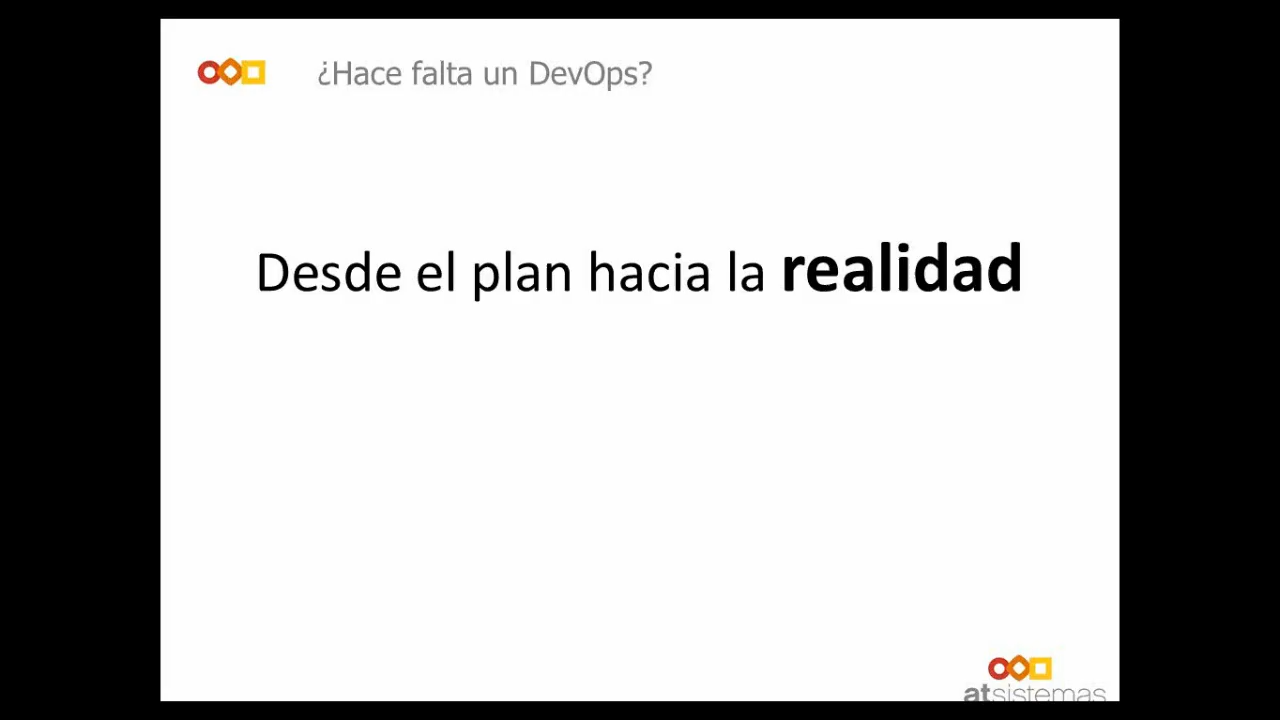 ¿Hace falta un DevOps?
Desde el plan hacia la realidad
atsistemas